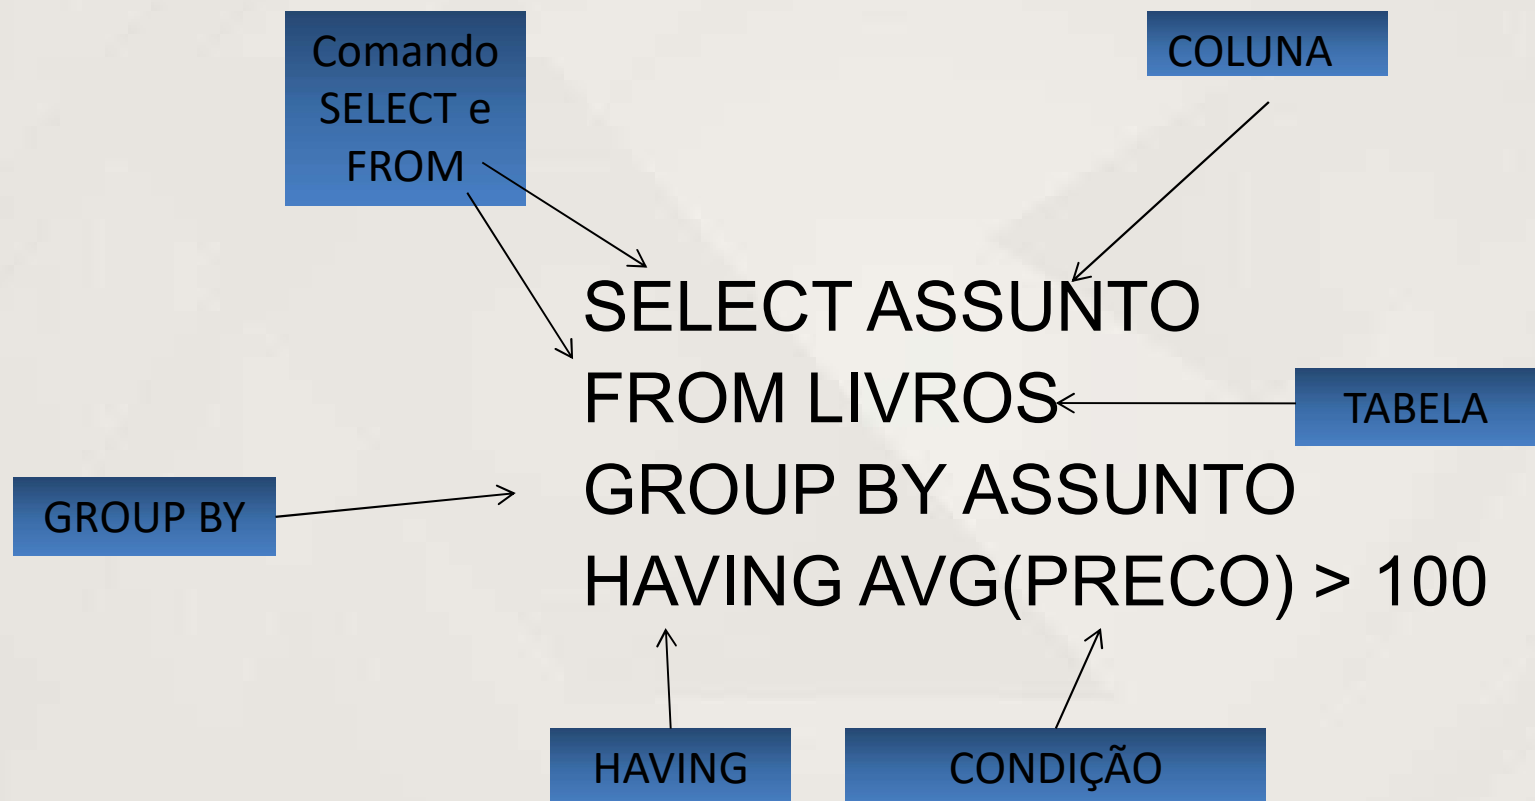 Comando
SELECT e
FROM
COLUNA
SELECT ASSUNTO
FROM LIVROS
TABELA
GROUP BY ASSUNTO
GROUP BY
HAVING AVG(PRECO) > 100
HAVING
CONDIÇÃO